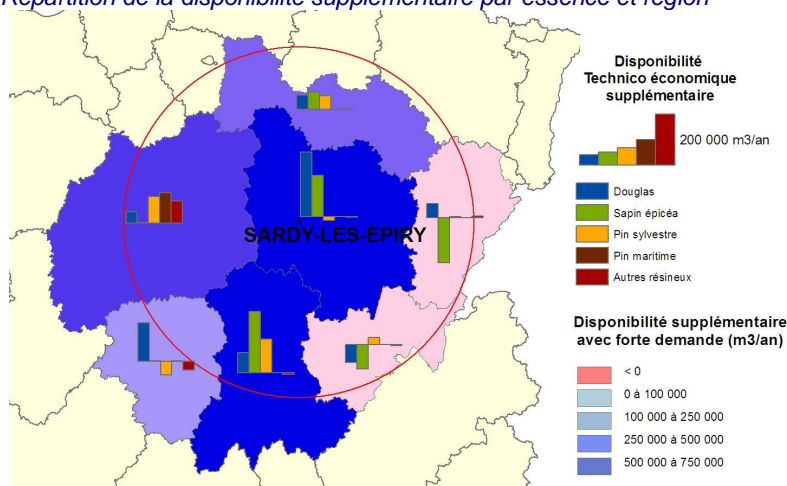 Répartition de la disponibilité supplémentaire par essence et région
Disponibilité
Technico économique
supplémentaire
200 000 m3/an
Douglas
Sapin épicéa
Pin sylvestre
Pin maritime
Autres résineux
SARDY-LES-EPIRY
Disponibilité supplémentaire
avec forte demande (m3/an)
< 0
0 à 100 000
100 000 à 250 000
250 000 à 500 000
500 000 à 750 000